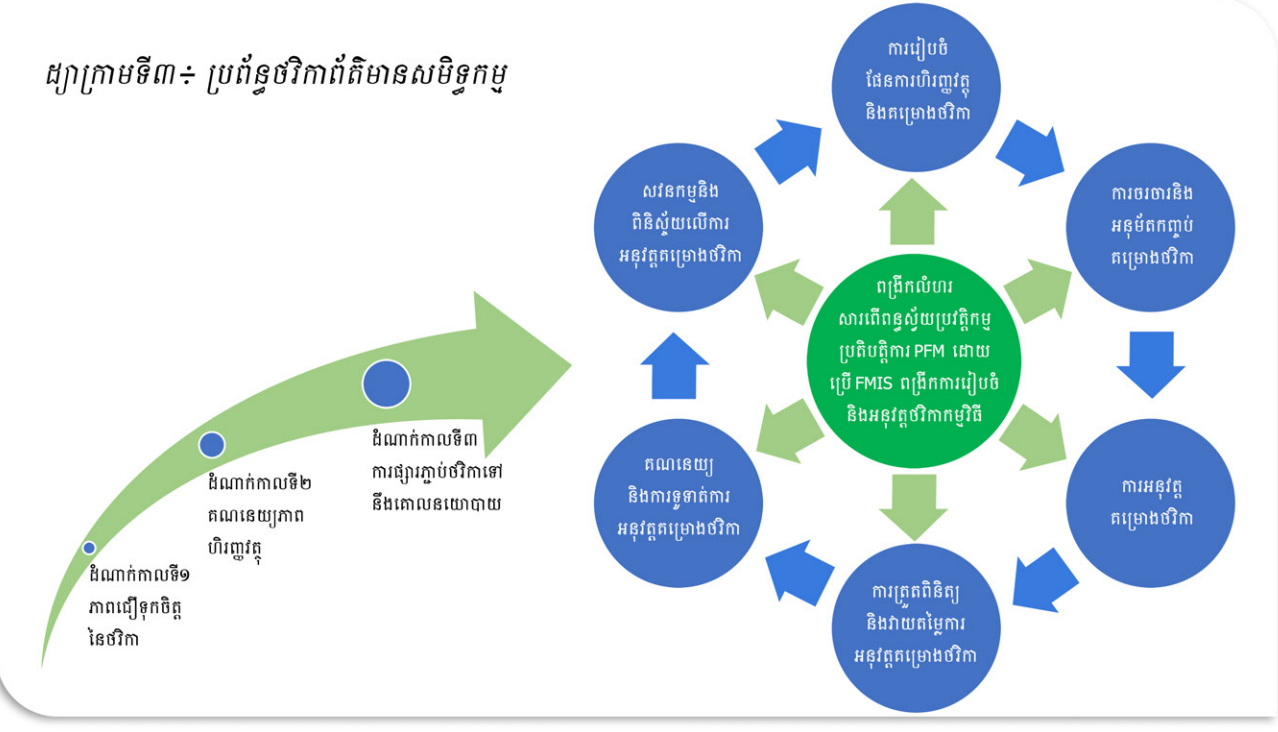 ដ្យាក្រាមទី៣÷ ប្រព័ន្ធថវិកាព័ត៌មានសមិទ្ធកម្ម
ដំណាក់កាលទី១
ភាពជឿទុកចិត្ត
នៃថវិកា
ដំណាក់កាលទី២
គណនេយ្យភាព
ហិរញ្ញវត្ថុ
ដំណាក់កាលទី៣
ការផ្សារភ្ជាប់ថវិកាទៅ
នឹងគោលនយោបាយ
ការរៀបចំ
ផែនការហិរញ្ញវត្ថុ
និងគម្រោងថវិកា
ការចរចារនិង
អនុម័តកញ្ចប់
គម្រោងថវិកា
ការអនុវត្ត
គម្រោងថវិកា
ការត្រួតពិនិត្យ
និងវាយតម្លៃការ
អនុវត្តគម្រោងថវិកា
គណនេយ្យ
និងការទូទាត់ការ
អនុវត្តគម្រោងថវិកា
សវនកម្មនិង
ពិនិស្ច័យលើការ
អនុវត្តគម្រោងថវិកា
ពង្រីកលំហរ
សារពើពន្ធស្វ័យប្រវត្តិកម្ម
ប្រតិបត្តិការ PFM ដោយ
ប្រើ FMIS ពង្រីកការរៀបចំ
និងអនុវត្តថវិកាកម្មវិធី